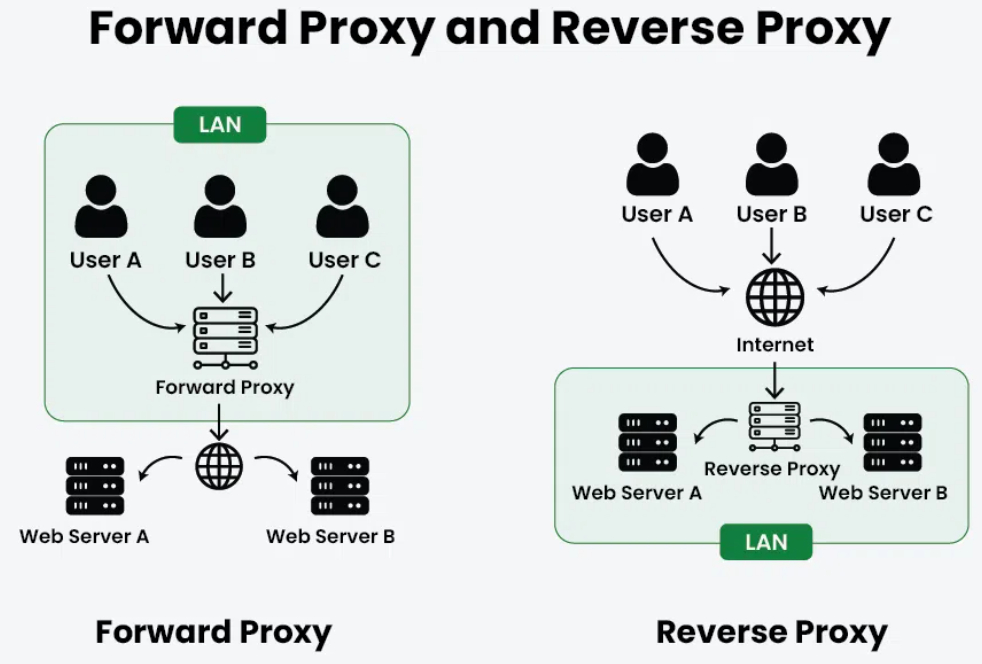 Forward Proxy and Reverse Proxy
LAN
User A
User B
User C
Forward Proxy
Web Server A
Web Server B
Forward Proxy
User A
User B
User C
Internet
Reverse Proxy
Web Server A
Web Server B
LAN
Reverse Proxy